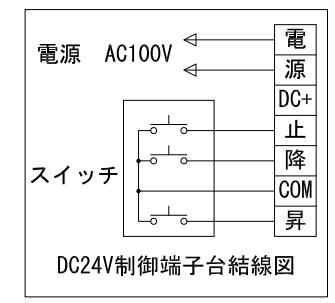 電源 AC100V
電
源
DC+
止
降
COM
昇
スイッチ
DC24V制御端子台結線図